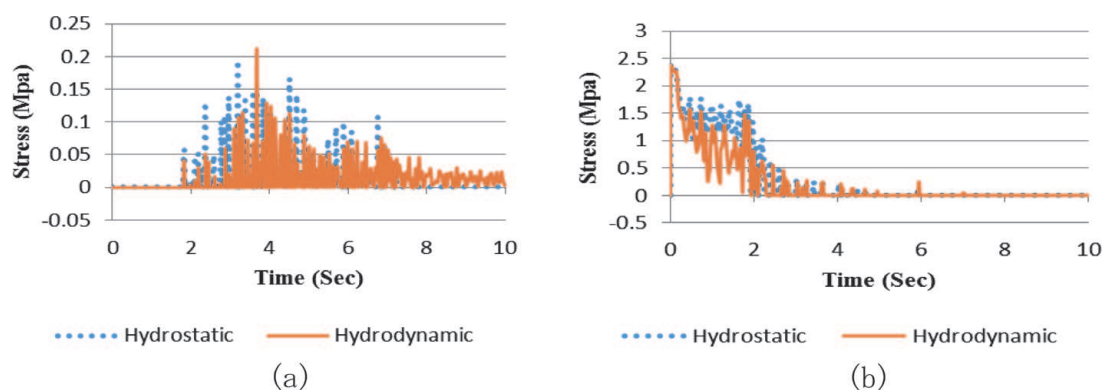 0.25
0.2
0.15
0.1
0.05
0
-0.05
Stress (Mpa)
0 2 4 6 8 10
Time (Sec)
Hydrostatic Hydrodynamic
(a)
3
2.5
2
1.5
1
0.5
0
-0.5
Stress (Mpa)
0 2 4 6 8 10
Time (Sec)
Hydrostatic Hydrodynamic
(b)